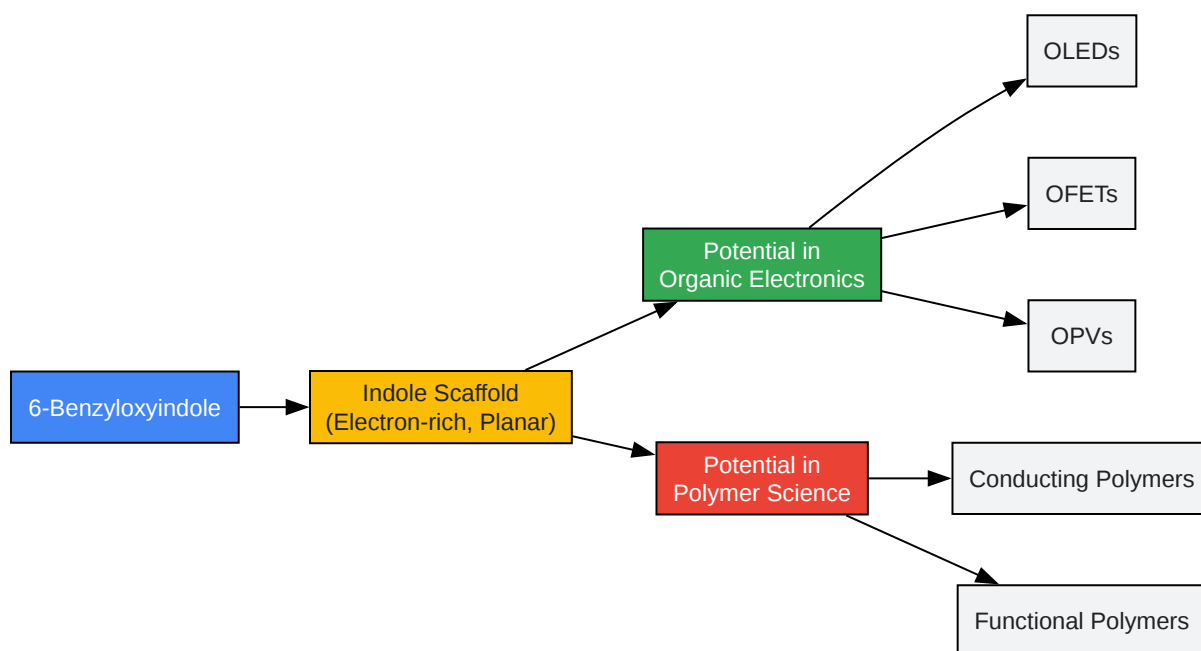 6-Benzyloxyindole
Indole Scaffold
(Electron-rich, Planar)
Potential in
Organic Electronics
Potential in
Polymer Science
OLEDs
OFETs
OPVs
Conducting Polymers
Functional Polymers